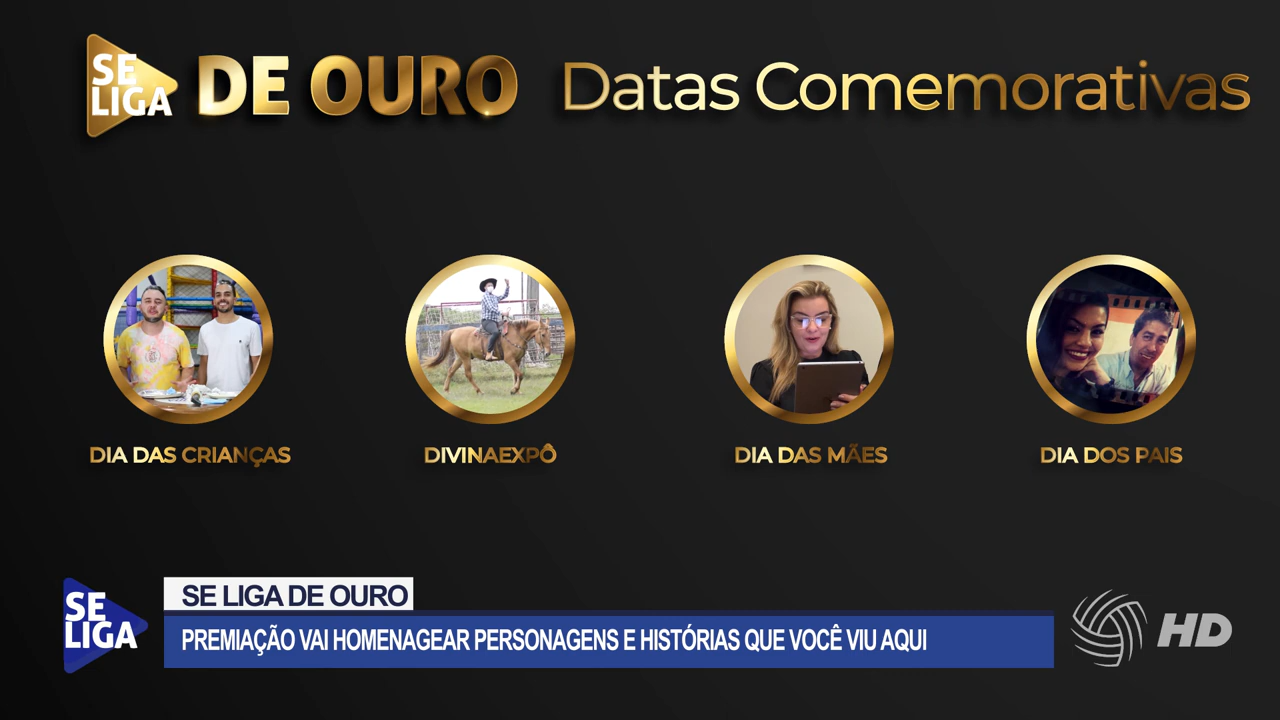 SE LIGA DE OURO Datas Comemorativas
DIA DAS CRIANÇAS
DIVINAEXPÔ
DIA DAS MÃES
DIA DOS PAIS
SE LIGA
SE LIGA DE OURO
PREMIAÇÃO VAI HOMENAGEAR PERSONAGENS E HISTÓRIAS QUE VOCÊ VIU AQUI
HD